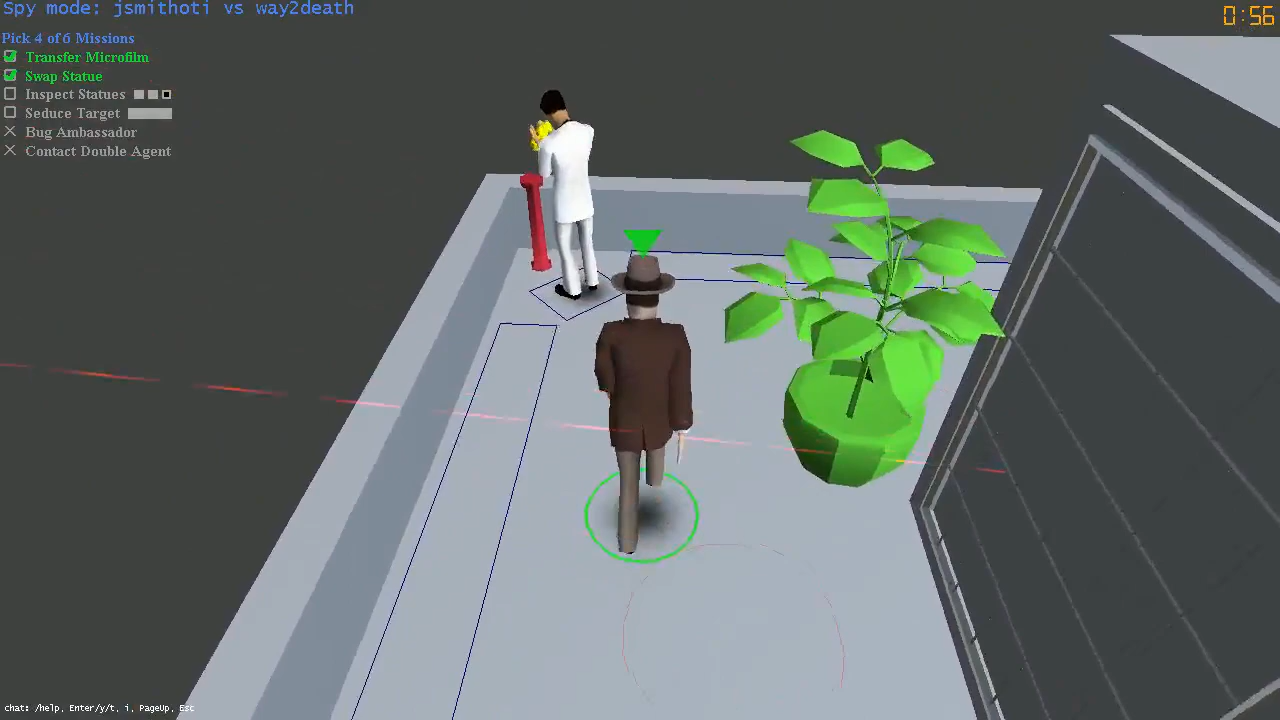 Spy mode: jsmithoti vs way2death
0:56
Pick 4 of 6 Missions
Transfer Microfilm
Swap Statue
Inspect Statues
Seduce Target
Bug Ambassador
Contact Double Agent
chat: /help, Enter/y/t, i, PageUp, Esc